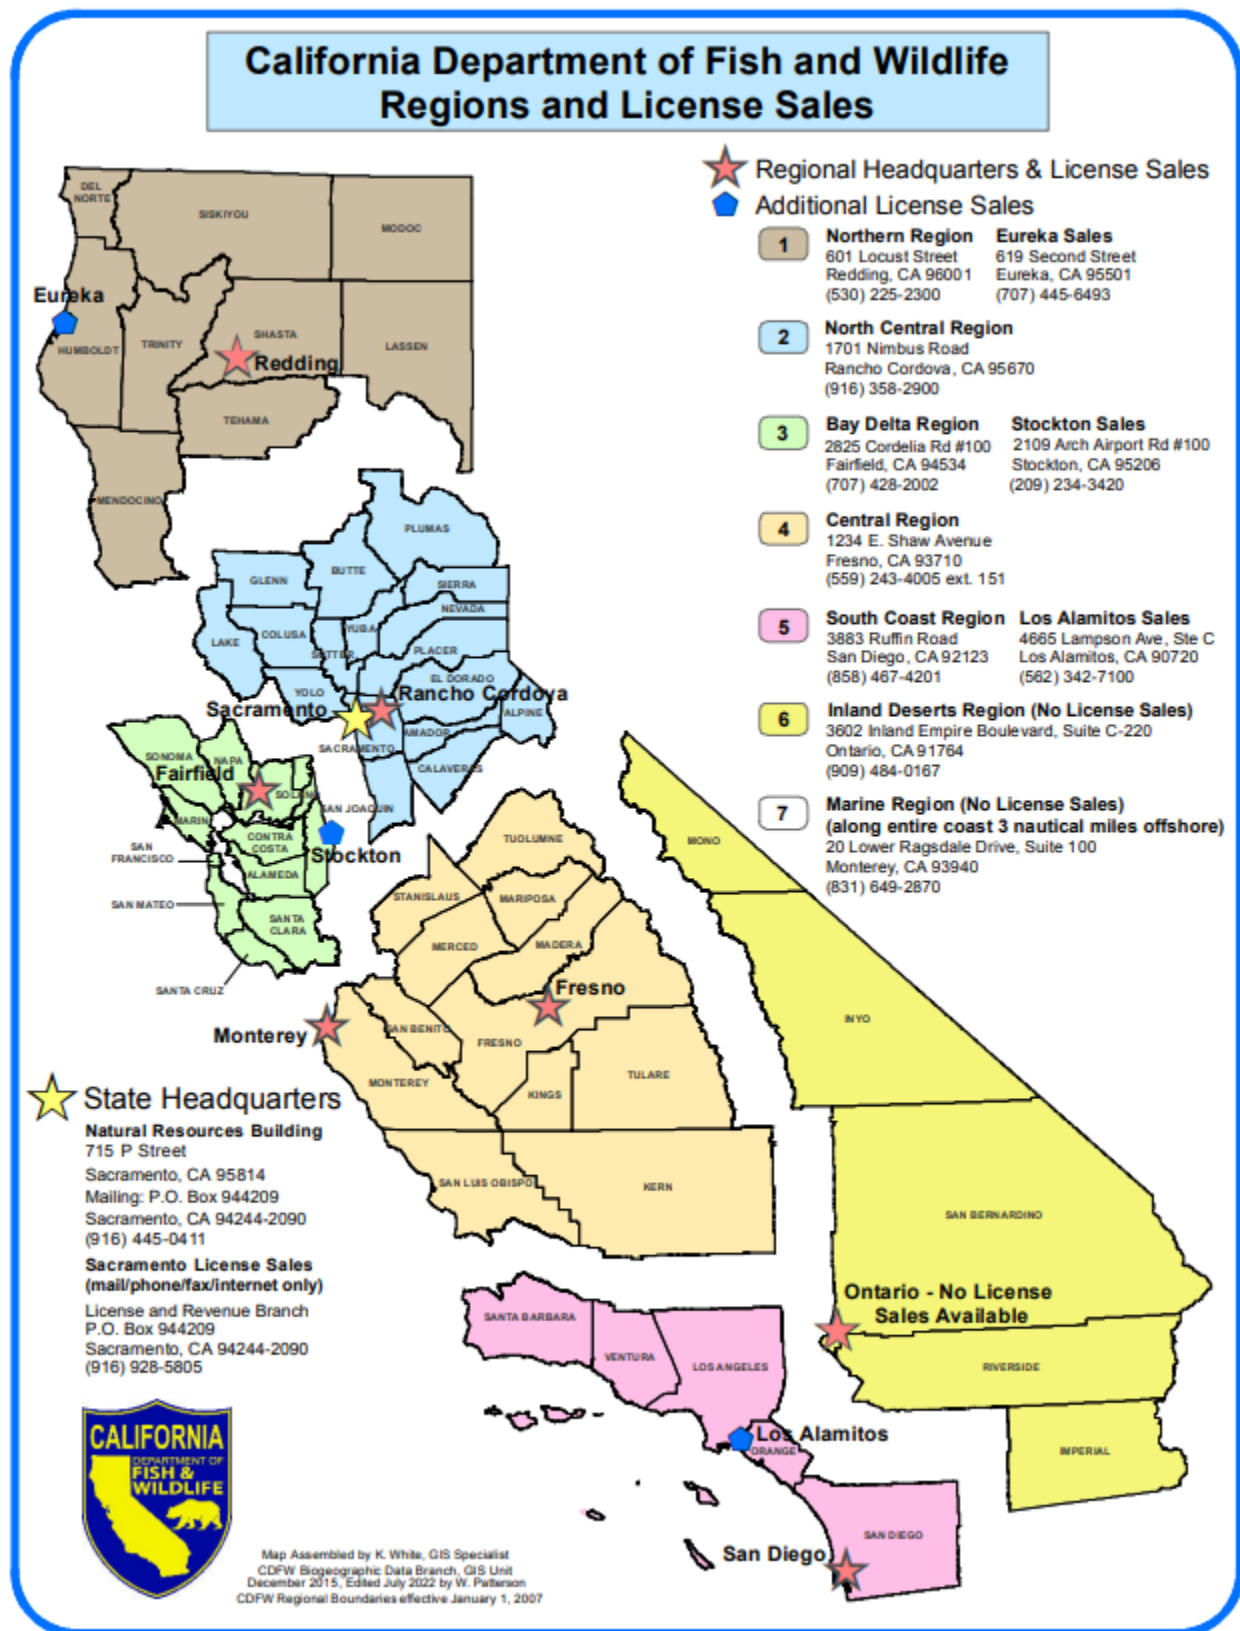 California Department of Fish and Wildlife
Regions and License Sales
Regional Headquarters & License Sales
Additional License Sales
1
Northern Region
601 Locust Street
Redding, CA 96001
(530) 225-2300
Eureka Sales
619 Second Street
Eureka, CA 95501
(707) 445-6493
2
North Central Region
1701 Nimbus Road
Rancho Cordova, CA 95670
(916) 358-2900
3
Bay Delta Region
2825 Cordelia Rd #100
Fairfield, CA 94534
(707) 428-2002
Stockton Sales
2109 Arch Airport Rd #100
Stockton, CA 95206
(209) 234-3420
4
Central Region
1234 E. Shaw Avenue
Fresno, CA 93710
(559) 243-4005 ext. 151
5
South Coast Region
3883 Ruffin Road
San Diego, CA 92123
(858) 467-4201
Los Alamitos Sales
4665 Lampson Ave, Ste C
Los Alamitos, CA 90720
(562) 342-7100
6
Inland Deserts Region (No License Sales)
3602 Inland Empire Boulevard, Suite C-220
Ontario, CA 91764
(909) 484-0167
7
Marine Region (No License Sales)
(along entire coast 3 nautical miles offshore)
20 Lower Ragsdale Drive, Suite 100
Monterey, CA 93940
(831) 649-2870
DEL
NORTE
SISKIYOU
MODOC
Eureka
HUMBOLDT
TRINITY
SHASTA
Redding
LASSEN
TEHAMA
MENDOCINO
PLUMAS
GLENN
BUTTE
SIERRA
NEVADA
LAKE
COLUSA
YUBA
SUTTER
PLACER
YOLO
EL DORADO
Rancho Cordova
Sacramento
ALPINE
SACRAMENTO
AMADOR
CALAVERAS
SONOMA
NAPA
Fairfield
SOLANO
SAN JOAQUIN
MARIN
CONTRA
COSTA
SAN
FRANCISCO
Stockton
ALAMEDA
SAN MATEO
SANTA
CLARA
SANTA CRUZ
TUOLUMNE
MONO
STANISLAUS
MARIPOSA
MERCED
MADERA
Fresno
Monterey
SAN BENITO
FRESNO
INYO
MONTEREY
KINGS
TULARE
SAN LUIS OBISPO
KERN
SAN BERNARDINO
Ontario - No License
Sales Available
SANTA BARBARA
VENTURA
LOS ANGELES
RIVERSIDE
Los Alamitos
ORANGE
IMPERIAL
SAN DIEGO
San Diego
State Headquarters
Natural Resources Building
715 P Street
Sacramento, CA 95814
Mailing: P.O. Box 944209
Sacramento, CA 94244-2090
(916) 445-0411
Sacramento License Sales
(mail/phone/fax/internet only)
License and Revenue Branch
P.O. Box 944209
Sacramento, CA 94244-2090
(916) 928-5805
CALIFORNIA
DEPARTMENT OF
FISH &
WILDLIFE
Map Assembled by K. White, GIS Specialist
CDFW Biogeographic Data Branch, GIS Unit
December 2015, Edited July 2022 by W. Patterson
CDFW Regional Boundaries effective January 1, 2007